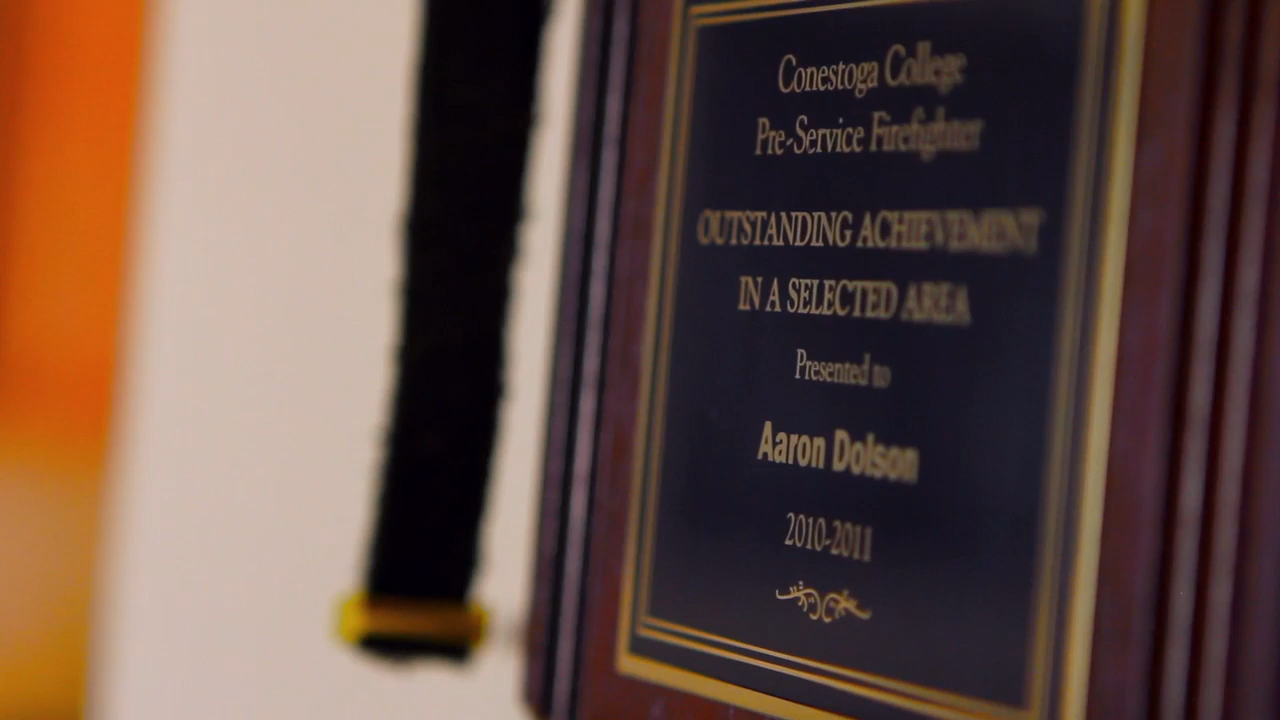 Conestoga College
Pre-Service Firefighter
OUTSTANDING ACHIEVEMENT
IN A SELECTED AREA
Presented to
Aaron Dolson
2010-2011